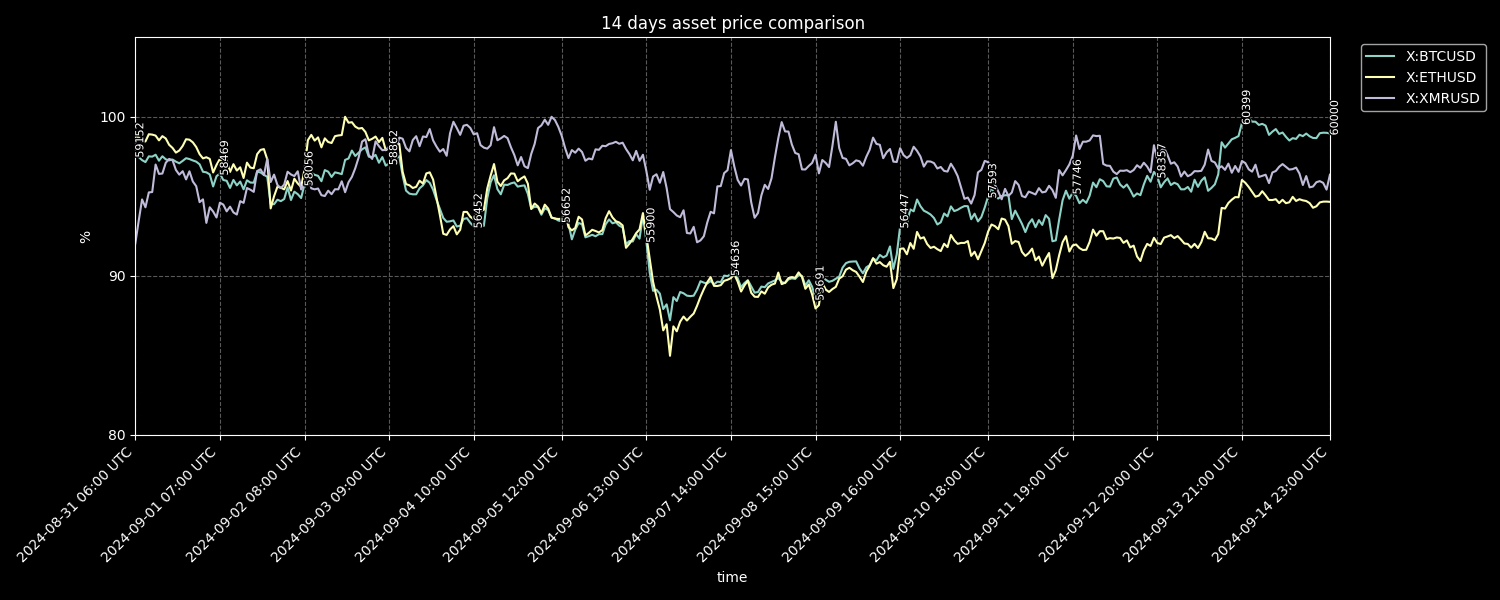 14 days asset price comparison
X:BTCUSD
X:ETHUSD
X:XMRUSD
%
100
90
80
59152
58469
58056
58862
56452
56652
55900
54636
53691
56447
57593
57746
58357
60399
60000
2024-08-31 06:00 UTC
2024-09-01 07:00 UTC
2024-09-02 08:00 UTC
2024-09-03 09:00 UTC
2024-09-04 10:00 UTC
2024-09-05 12:00 UTC
2024-09-06 13:00 UTC
2024-09-07 14:00 UTC
2024-09-08 15:00 UTC
2024-09-09 16:00 UTC
2024-09-10 18:00 UTC
2024-09-11 19:00 UTC
2024-09-12 20:00 UTC
2024-09-13 21:00 UTC
2024-09-14 23:00 UTC
time